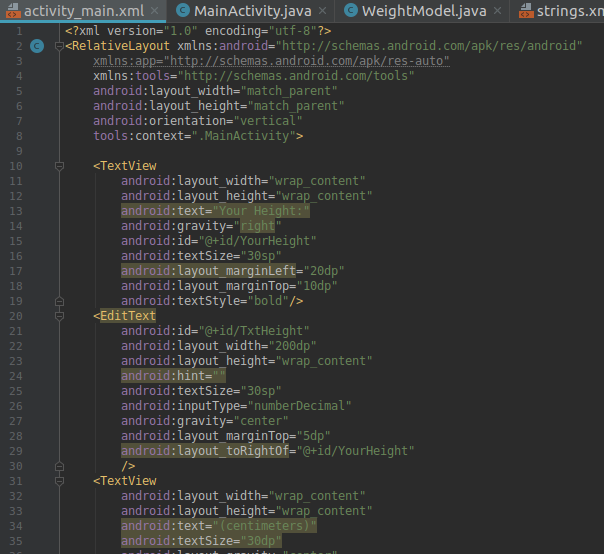 activity_main.xml × MainActivity.java × WeightModel.java × strings.xm
1 <?xml version="1.0" encoding="utf-8"?>
2 <RelativeLayout xmlns:android="http://schemas.android.com/apk/res/android"
3 xmlns:app="http://schemas.android.com/apk/res-auto"
4 xmlns:tools="http://schemas.android.com/tools"
5 android:layout_width="match_parent"
6 android:layout_height="match_parent"
7 android:orientation="vertical"
8 tools:context=".MainActivity">
9
10 <TextView
11 android:layout_width="wrap_content"
12 android:layout_height="wrap_content"
13 android:text="Your Height:"
14 android:gravity="right"
15 android:id="@+id/YourHeight"
16 android:textSize="30sp"
17 android:layout_marginLeft="20dp"
18 android:layout_marginTop="10dp"
19 android:textStyle="bold"/>
20 <EditText
21 android:id="@+id/TxtHeight"
22 android:layout_width="200dp"
23 android:layout_height="wrap_content"
24 android:hint=""
25 android:textSize="30sp"
26 android:inputType="numberDecimal"
27 android:gravity="center"
28 android:layout_marginTop="5dp"
29 android:layout_toRightOf="@+id/YourHeight"
30 />
31 <TextView
32 android:layout_width="wrap_content"
33 android:layout_height="wrap_content"
34 android:text="(centimeters)"
35 android:textSize="30dp"